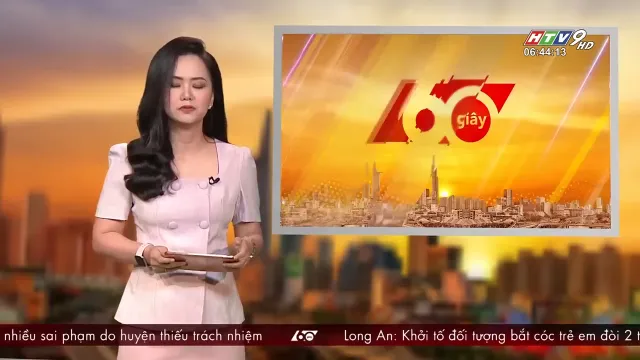 HTV9 HD
06:44:13
60 giây
nhiều sai phạm do huyện thiếu trách nhiệm 60 Long An: Khởi tố đối tượng bắt cóc trẻ em đòi 2 t